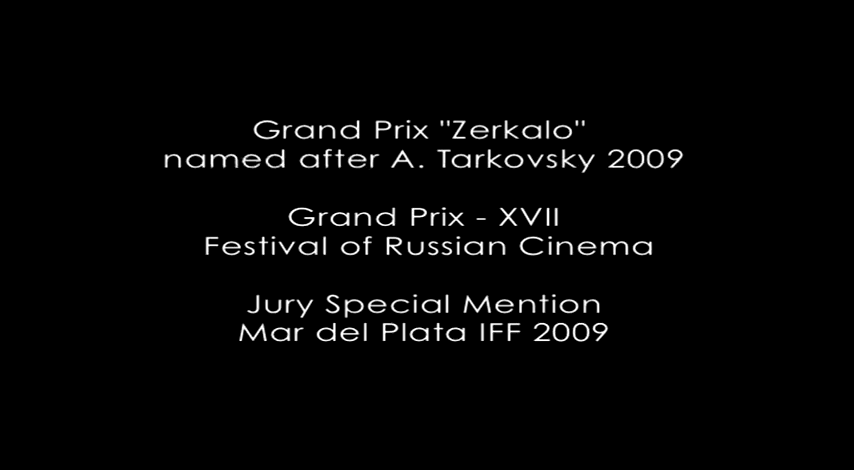 Grand Prix "Zerkalo"
named after A. Tarkovsky 2009
Grand Prix - XVII
Festival of Russian Cinema
Jury Special Mention
Mar del Plata IFF 2009